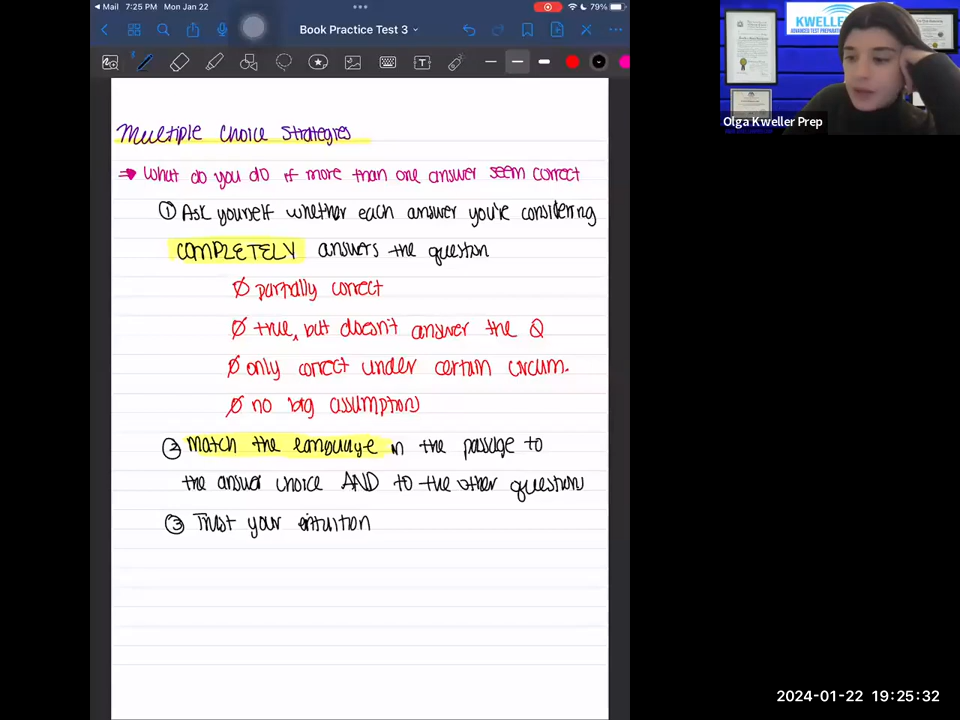 Mail 7:25 PM Mon Jan 22 79%
Book Practice Test 3
Multiple Choice Strategies
What do you do if more than one answer seem correct
① Ask yourself whether each answer you're considering
COMPLETELY answers the question
partially correct
true, but doesn't answer the Q
only correct under certain circum.
no big assumptions
② Match the language in the passage to
the answer choice AND to the other questions
③ Trust your intuition
KWELLER
ADVANCED TEST PREPARATION
Olga Kweller Prep
2024-01-22 19:25:32